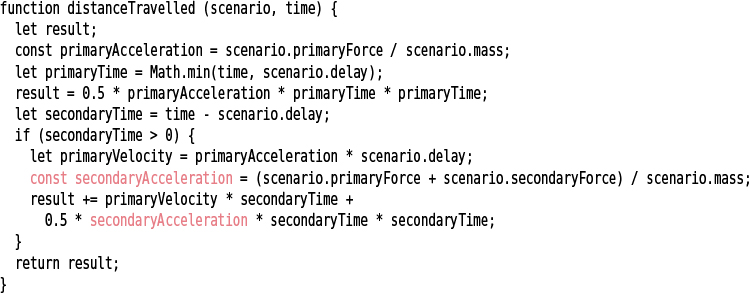 function distanceTravelled (scenario, time) {
  let result;
  const primaryAcceleration = scenario.primaryForce / scenario.mass;
  let primaryTime = Math.min(time, scenario.delay);
  result = 0.5 * primaryAcceleration * primaryTime * primaryTime;
  let secondaryTime = time - scenario.delay;
  if (secondaryTime > 0) {
    let primaryVelocity = primaryAcceleration * scenario.delay;
    const secondaryAcceleration = (scenario.primaryForce + scenario.secondaryForce) / scenario.mass;
    result += primaryVelocity * secondaryTime +
      0.5 * secondaryAcceleration * secondaryTime * secondaryTime;
  }
  return result;
}